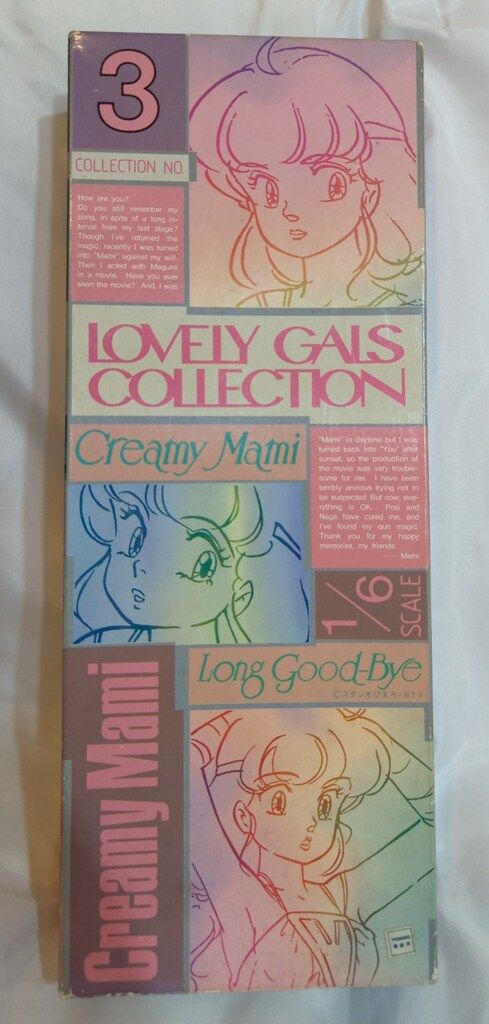 3
COLLECTION NO
How are you?
Do you still remember my
song, in spite of a long in-
terval from my last stage?
Though I've returned the
magic, recently I was turned
into "Mami" against my will.
Then I acted with Megumi
in a movie. Have you ever
seen the movie? And, I was
LOVELY GALS
COLLECTION
Creamy Mami
"Mami" in daytime but I was
turned back into "You" after
sunset, so the production of
the movie was very trouble-
some for me. I have been
terribly anxious trying not to
be suspected. But now, eve-
rything is OK. Posi and
Nega have cured me, and
I've found my oun magic.
Thank you for my happy
memories, my friends.
—— Mami
1/6
SCALE
Long Good-Bye
©スタジオぴえろ・NTV
Creamy Mami